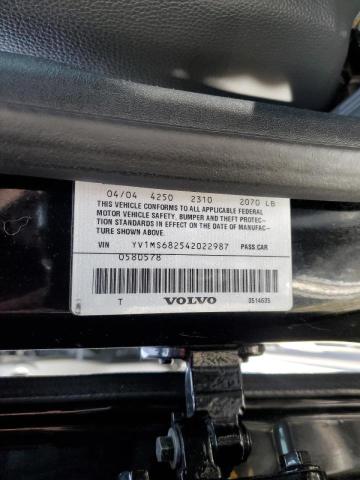 04/04 4250 2310 2070 LB
THIS VEHICLE CONFORMS TO ALL APPLICABLE FEDERAL
MOTOR VEHICLE SAFETY, BUMPER AND THEFT PROTEC-
TION STANDARDS IN EFFECT ON THE DATE OF MANUFAC-
TURE SHOWN ABOVE.
VIN YV1MS682542022987 PASS CAR
0580578
T VOLVO 0514635